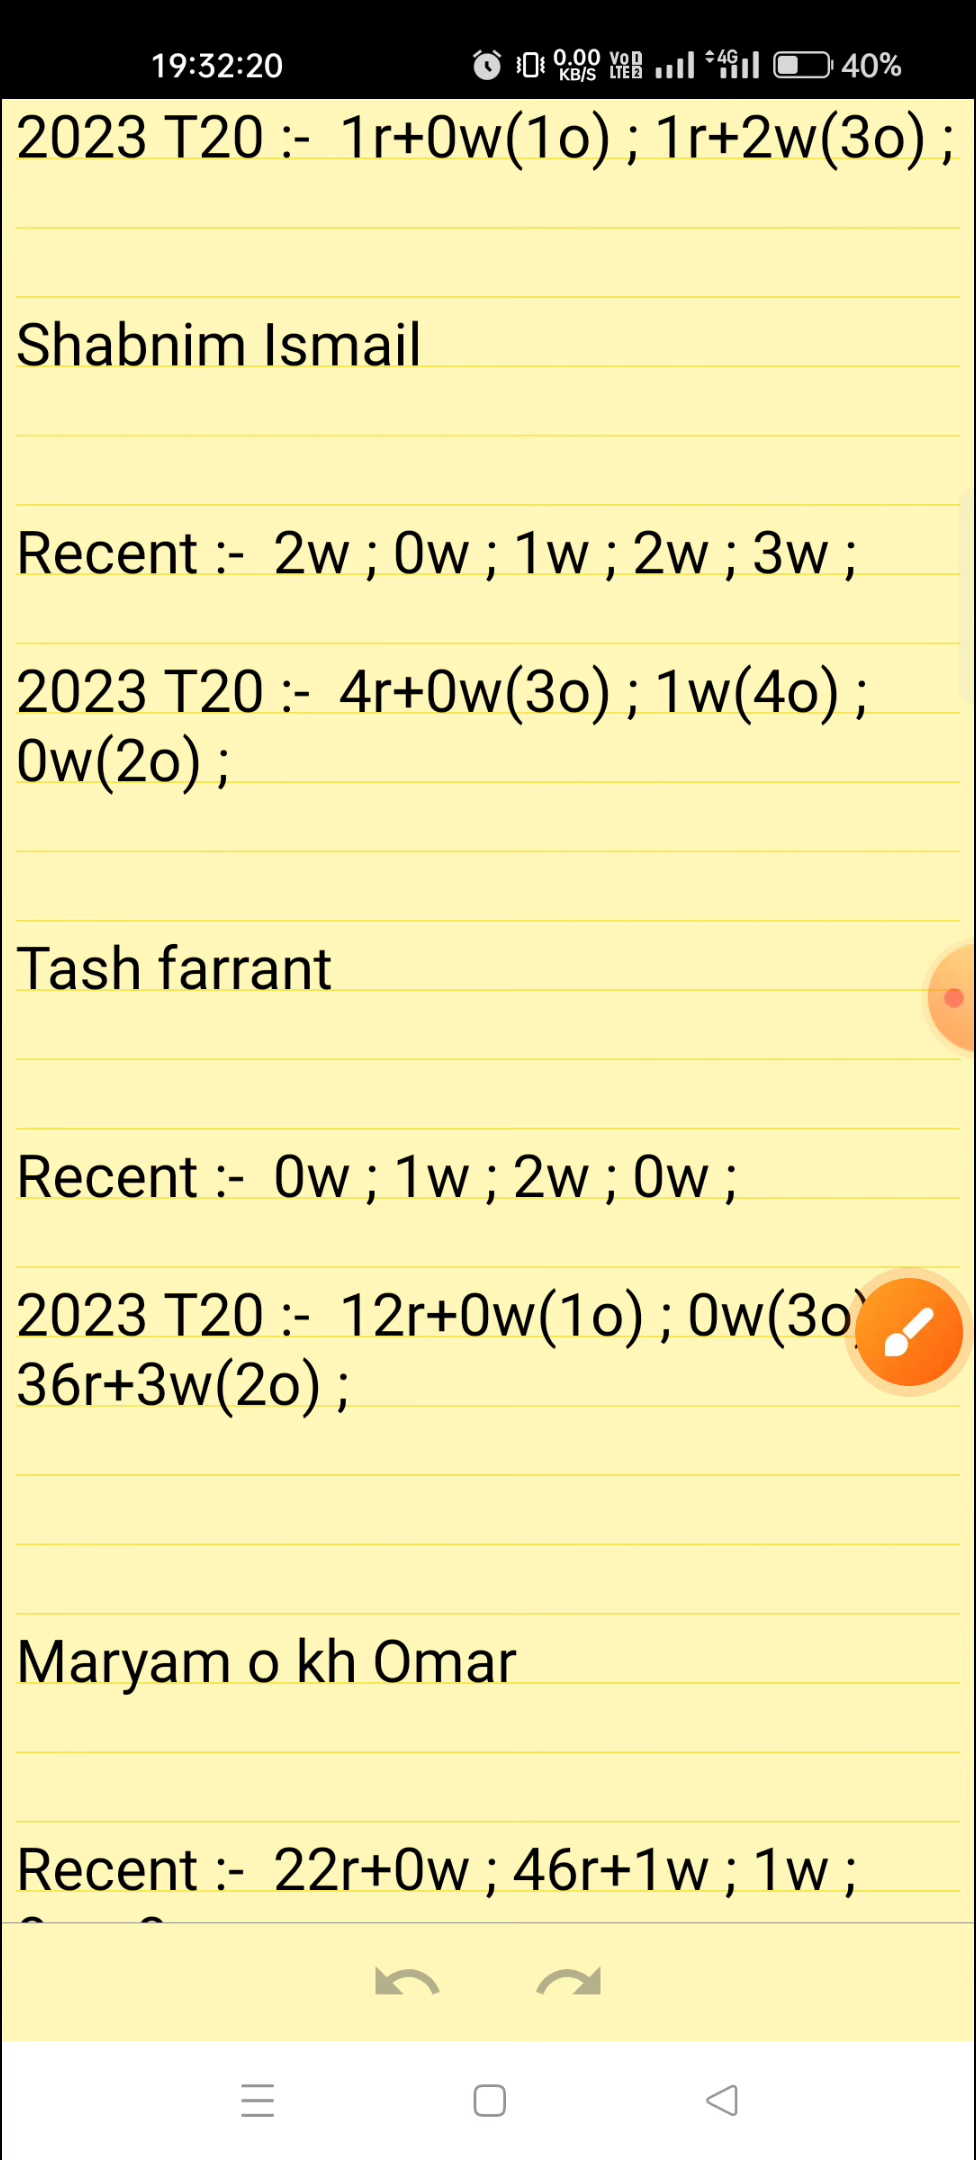 19:32:20
0.00 KB/S
VoD LTE2
4G
40%
2023 T20 :- 1r+0w(1o) ; 1r+2w(3o) ;
Shabnim Ismail
Recent :- 2w ; 0w ; 1w ; 2w ; 3w ;
2023 T20 :- 4r+0w(3o) ; 1w(4o) ;
0w(2o) ;
Tash farrant
Recent :- 0w ; 1w ; 2w ; 0w ;
2023 T20 :- 12r+0w(1o) ; 0w(3o)
36r+3w(2o) ;
Maryam o kh Omar
Recent :- 22r+0w ; 46r+1w ; 1w ;